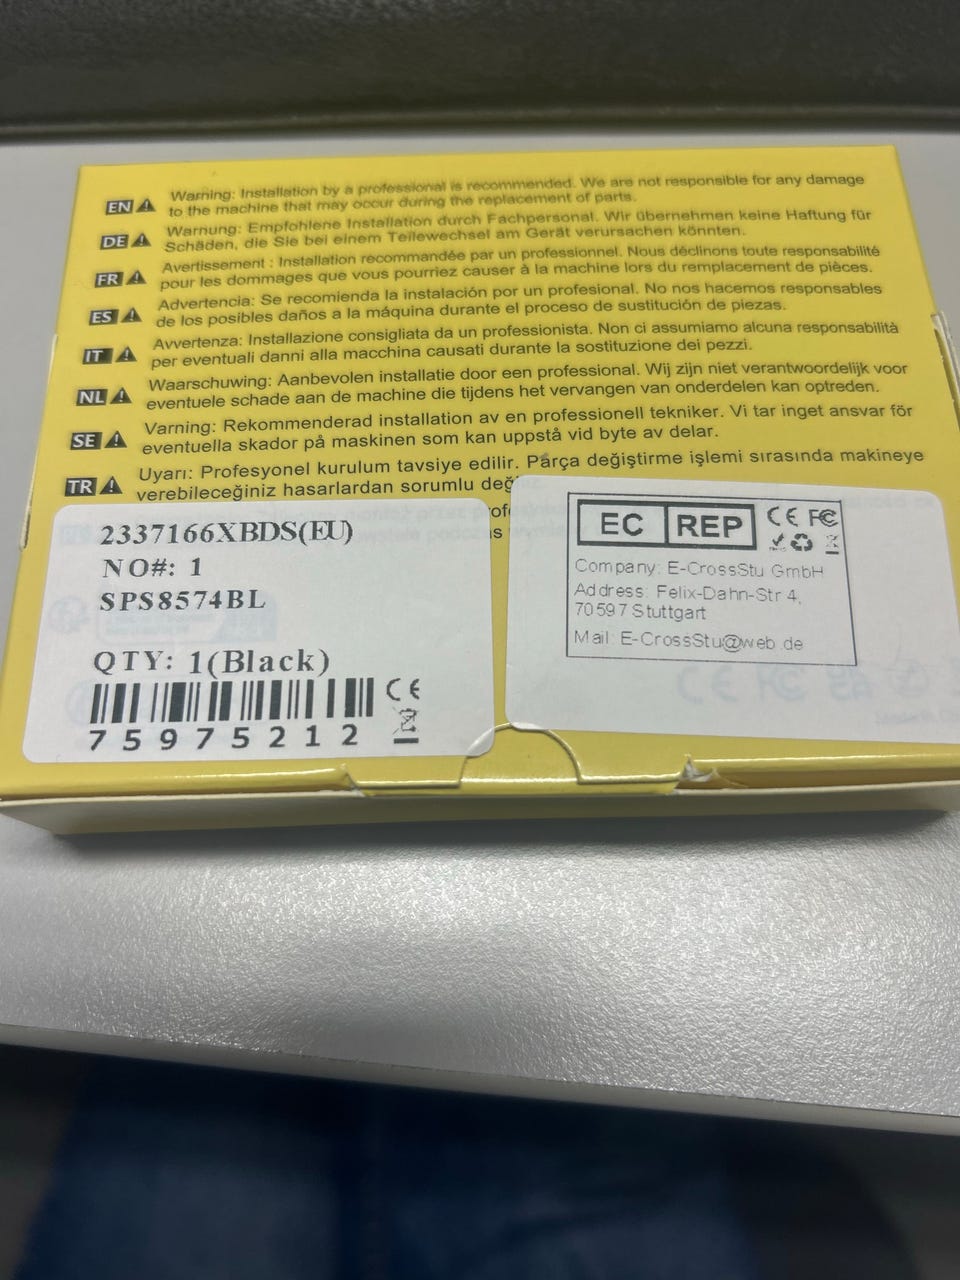 EN Warning: Installation by a professional is recommended. We are not responsible for any damage
to the machine that may occur during the replacement of parts.
DE Warnung: Empfohlene Installation durch Fachpersonal. Wir übernehmen keine Haftung für
Schäden, die Sie bei einem Teilewechsel am Gerät verursachen könnten.
FR Avertissement : Installation recommandée par un professionnel. Nous déclinons toute responsabilité
pour les dommages que vous pourriez causer à la machine lors du remplacement de pièces.
ES Advertencia: Se recomienda la instalación por un profesional. No nos hacemos responsables
de los posibles daños a la máquina durante el proceso de sustitución de piezas.
IT Avvertenza: Installazione consigliata da un professionista. Non ci assumiamo alcuna responsabilità
per eventuali danni alla macchina causati durante la sostituzione dei pezzi.
NL Waarschuwing: Aanbevolen installatie door een professional. Wij zijn niet verantwoordelijk voor
eventuele schade aan de machine die tijdens het vervangen van onderdelen kan optreden.
SE Varning: Rekommenderad installation av en professionell tekniker. Vi tar inget ansvar för
eventuella skador på maskinen som kan uppstå vid byte av delar.
TR Uyarı: Profesyonel kurulum tavsiye edilir. Parça değiştirme işlemi sırasında makineye
verebileceğiniz hasarlardan sorumlu
2337166XBDS(EU)
NO#: 1
SPS8574BL
QTY: 1(Black)
CE
75975212
EC REP CE FC
Company: E-CrossStu GmbH
Address: Felix-Dahn-Str 4,
70597 Stuttgart
Mail: E-CrossStu@web.de